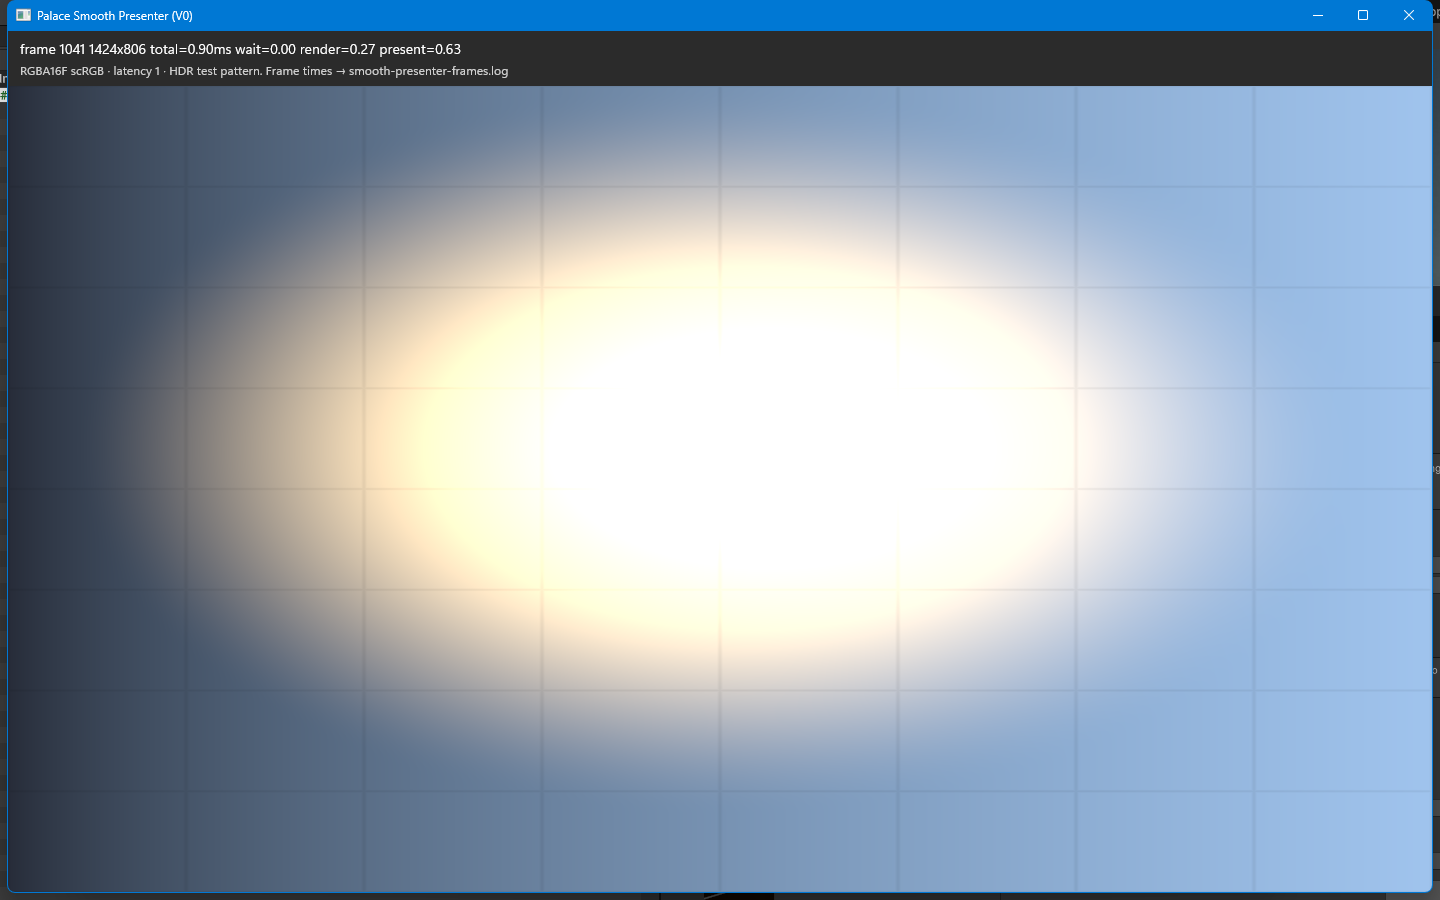 Palace Smooth Presenter (V0)
frame 1041 1424x806 total=0.90ms wait=0.00 render=0.27 present=0.63
RGBA16F scRGB · latency 1 · HDR test pattern. Frame times → smooth-presenter-frames.log